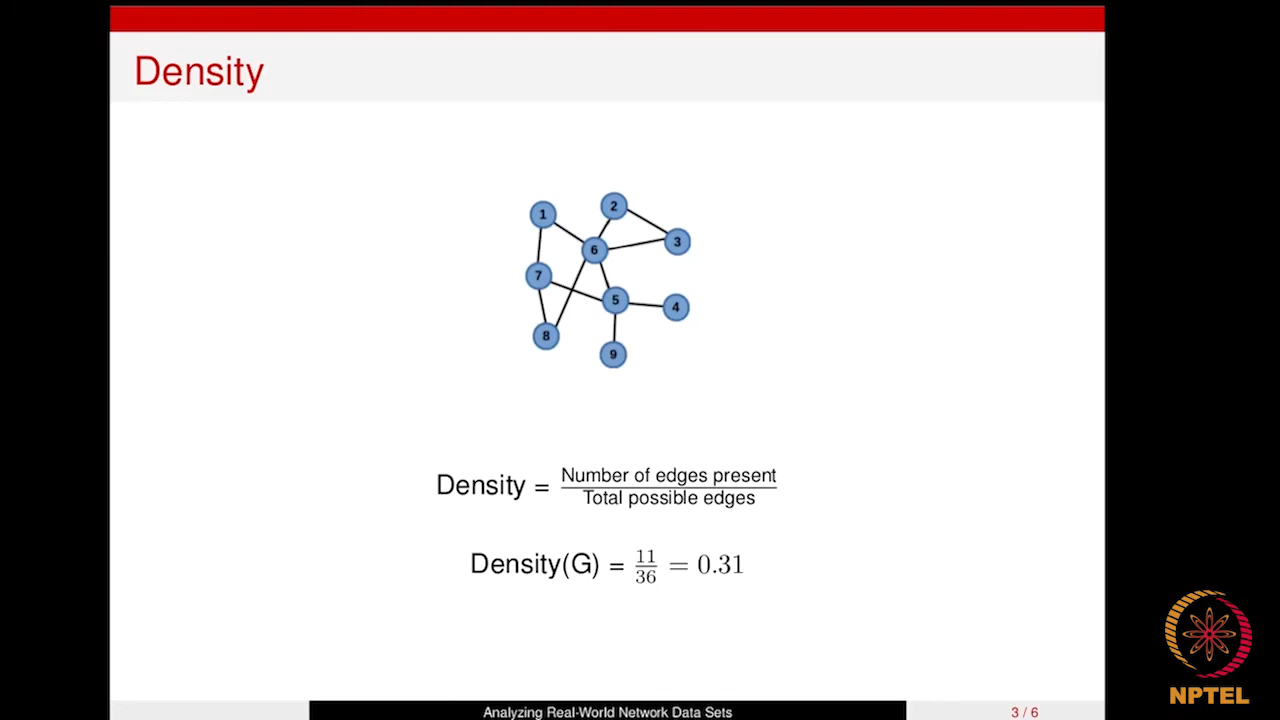 Density
1
2
3
6
7
5
4
8
9
Density = Number of edges present / Total possible edges
Density(G) = 11/36 = 0.31
Analyzing Real-World Network Data Sets
3 / 6
NPTEL